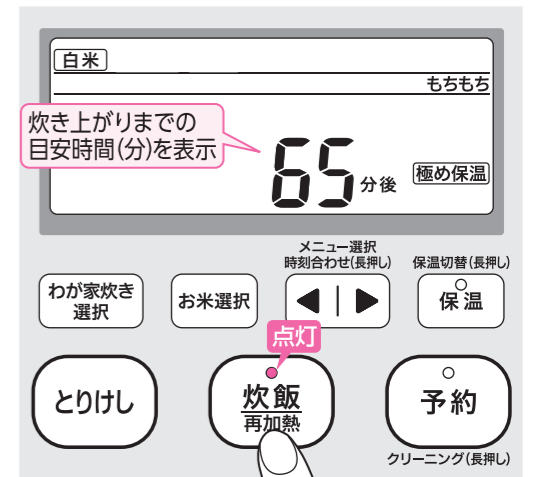 白米
もちもち
炊き上がりまでの
目安時間(分)を表示
65分後
極め保温
メニュー選択
時刻合わせ(長押し)
保温切替(長押し)
わが家炊き
選択
お米選択
◀|▶
保温
点灯
とりけし
炊飯
再加熱
予約
クリーニング(長押し)